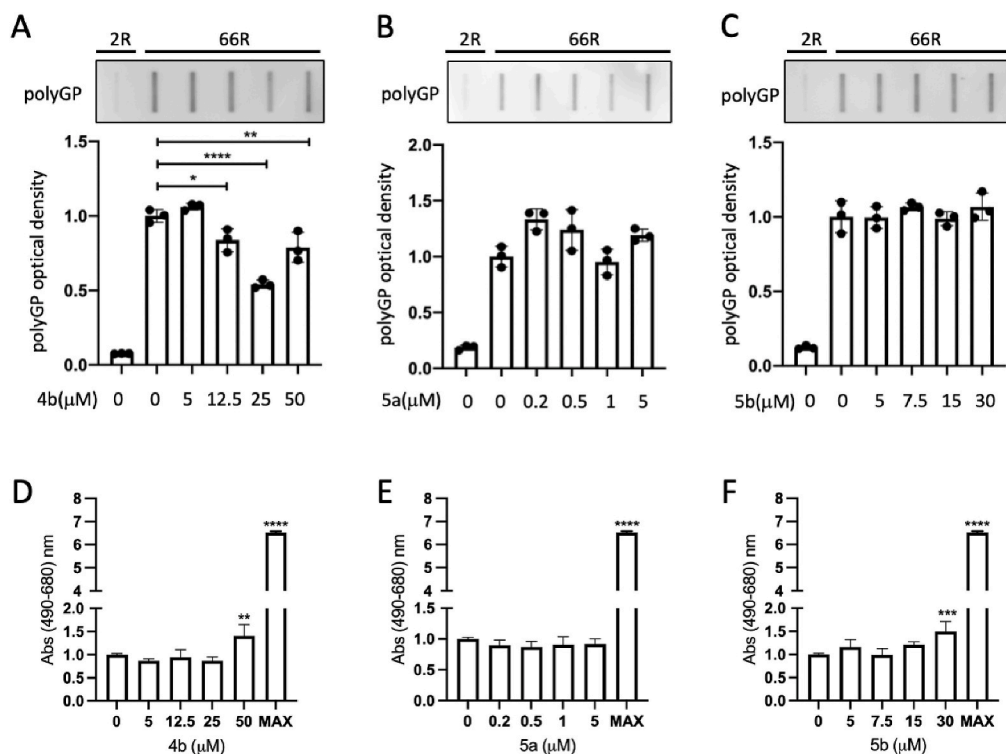 A
2R 66R
polyGP
polyGP optical density
1.5
1.0
0.5
0.0
**
****
*
4b(μM) 0 0 5 12.5 25 50
B
2R 66R
polyGP
polyGP optical density
2.0
1.5
1.0
0.5
0.0
5a(μM) 0 0 0.2 0.5 1 5
C
2R 66R
polyGP
polyGP optical density
1.5
1.0
0.5
0.0
5b(μM) 0 0 5 7.5 15 30
D
Abs (490-680) nm
8
7
6
5
4
2.0
1.5
1.0
0.5
0.0
**
****
0 5 12.5 25 50 MAX
4b (μM)
E
Abs (490-680) nm
8
7
6
5
4
2.0
1.5
1.0
0.5
0.0
****
0 0.2 0.5 1 5 MAX
5a (μM)
F
Abs (490-680) nm
8
7
6
5
4
2.0
1.5
1.0
0.5
0.0
***
****
0 5 7.5 15 30 MAX
5b (μM)